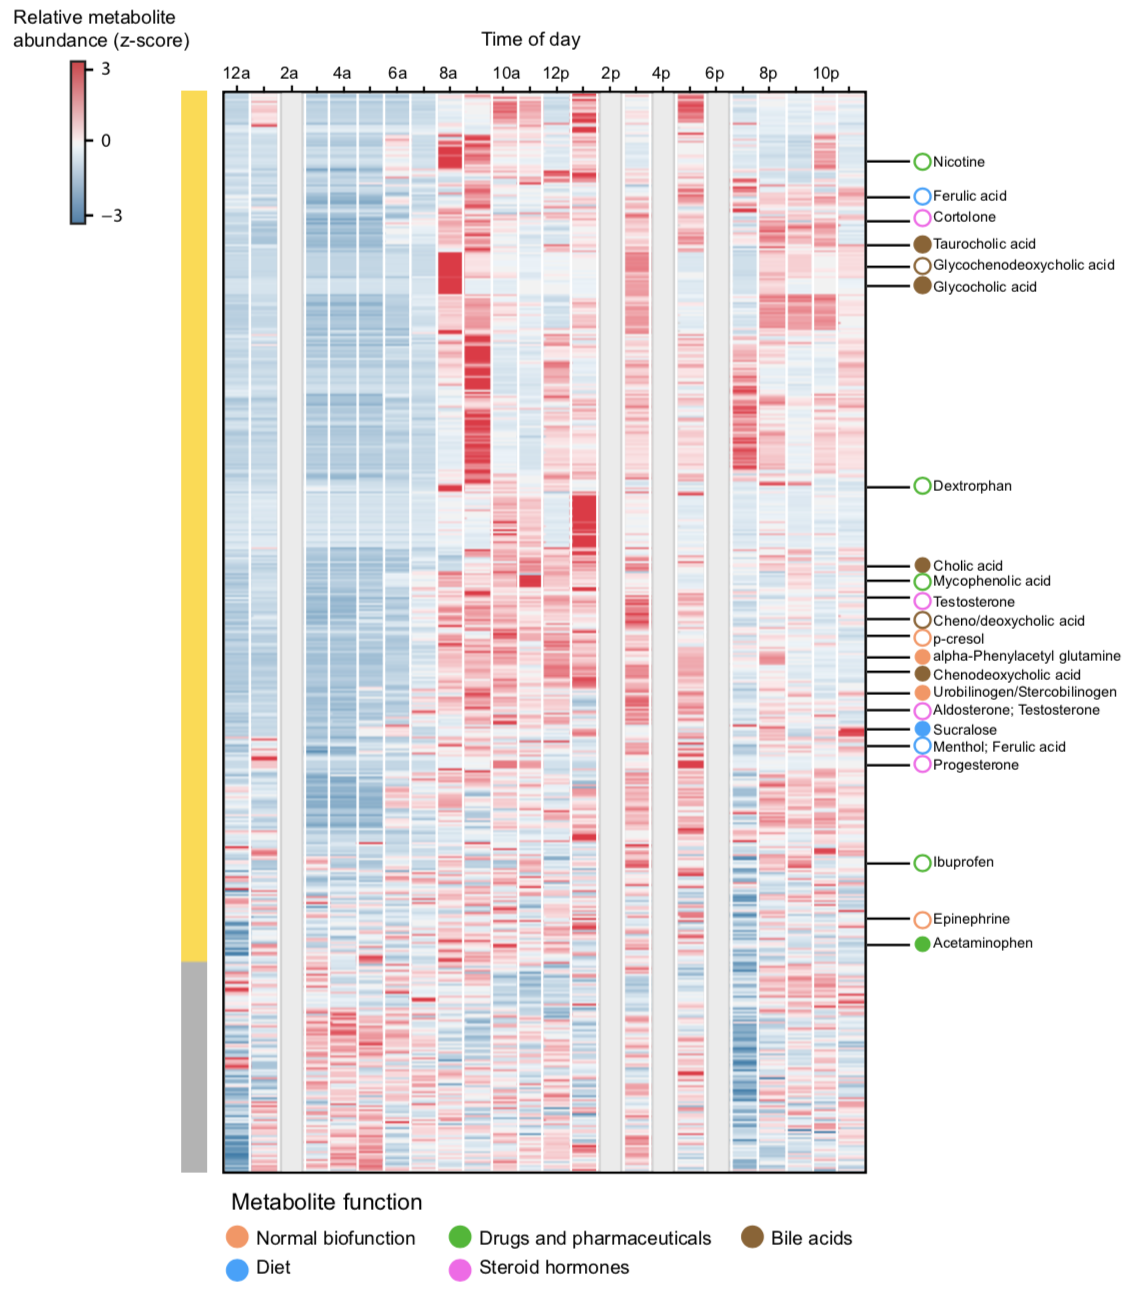 Relative metabolite
abundance (z-score)
3
0
−3
Time of day
12a 2a 4a 6a 8a 10a 12p 2p 4p 6p 8p 10p
Nicotine
Ferulic acid
Cortolone
Taurocholic acid
Glycochenodeoxycholic acid
Glycocholic acid
Dextrorphan
Cholic acid
Mycophenolic acid
Testosterone
Cheno/deoxycholic acid
p-cresol
alpha-Phenylacetyl glutamine
Chenodeoxycholic acid
Urobilinogen/Stercobilinogen
Aldosterone; Testosterone
Sucralose
Menthol; Ferulic acid
Progesterone
Ibuprofen
Epinephrine
Acetaminophen
Metabolite function
Normal biofunction Drugs and pharmaceuticals Bile acids
Diet Steroid hormones